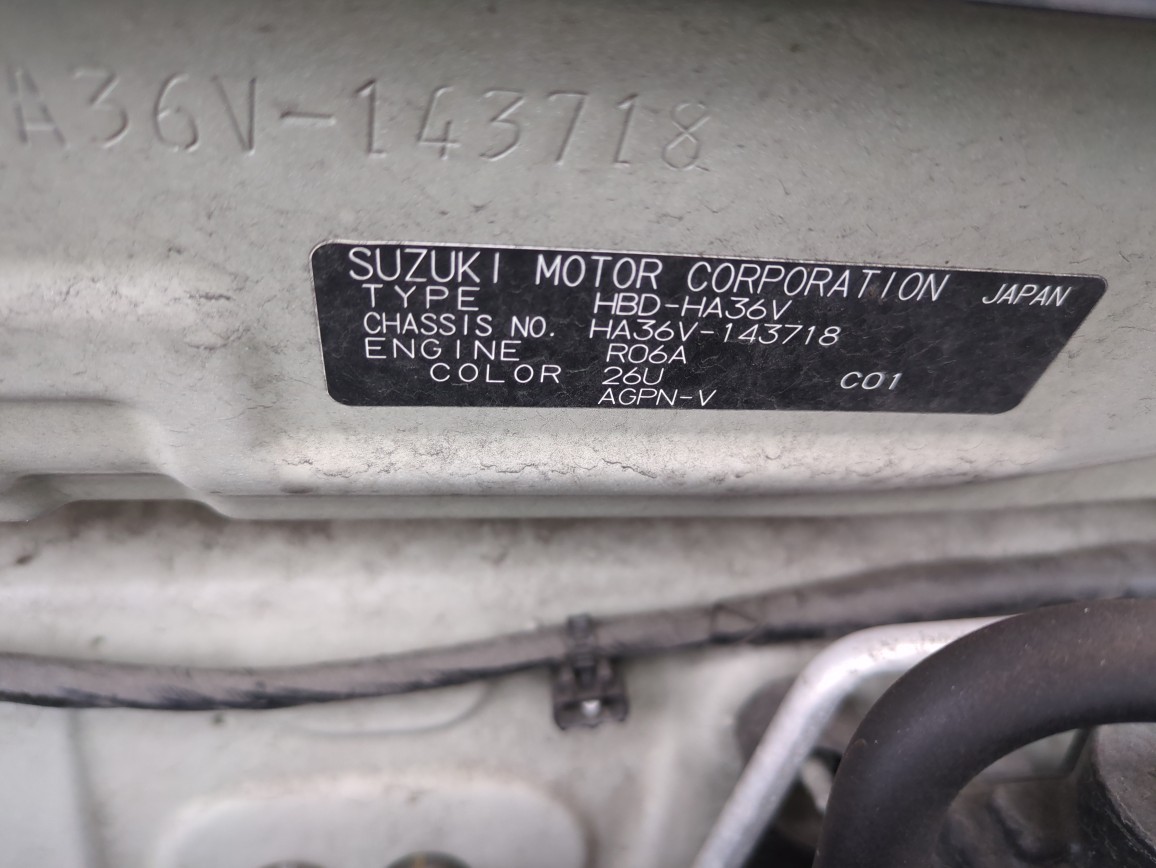 A36V-143718
SUZUKI MOTOR CORPORATION JAPAN
TYPE HBD-HA36V
CHASSIS NO. HA36V-143718
ENGINE R06A
COLOR 26U C01
AGPN-V